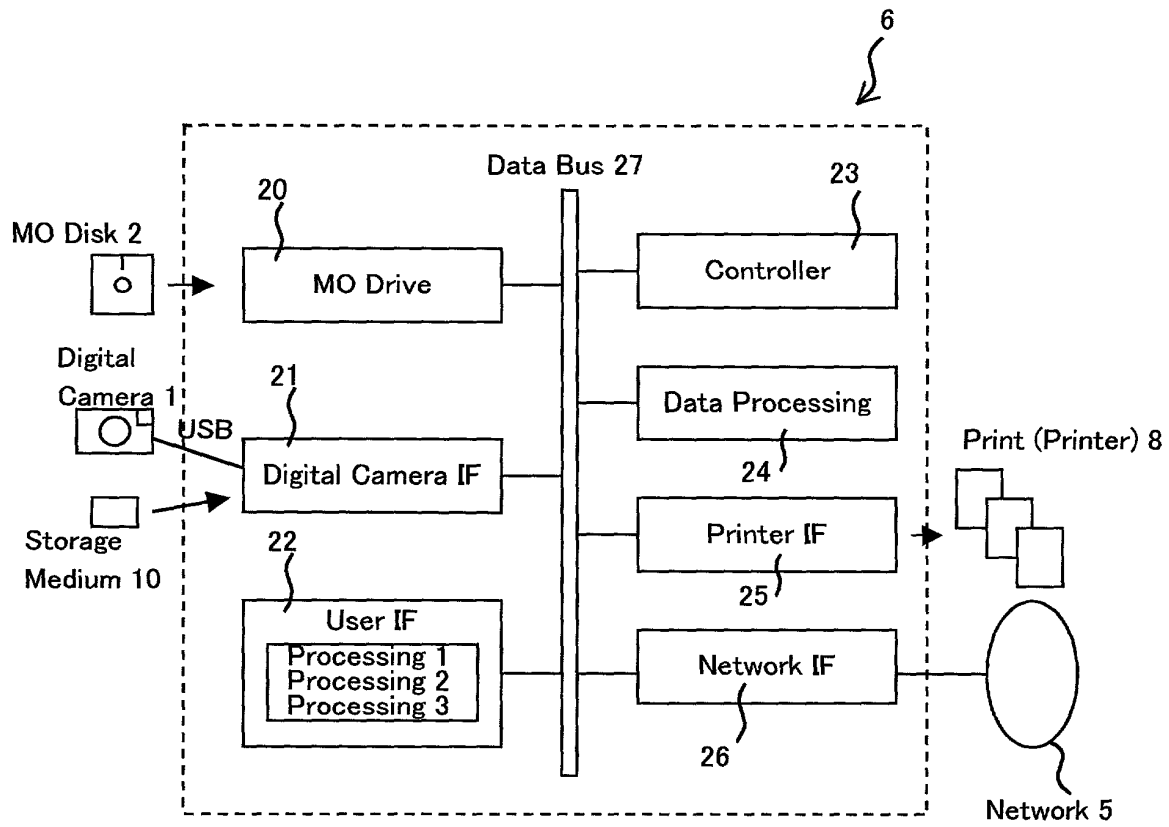 6
Data Bus 27
20
23
MO Disk 2
MO Drive
Controller
Digital
Camera 1
21
USB
Data Processing
Digital Camera IF
24
Print (Printer) 8
Storage
Medium 10
22
Printer IF
25
User IF
Processing 1
Processing 2
Processing 3
Network IF
26
Network 5